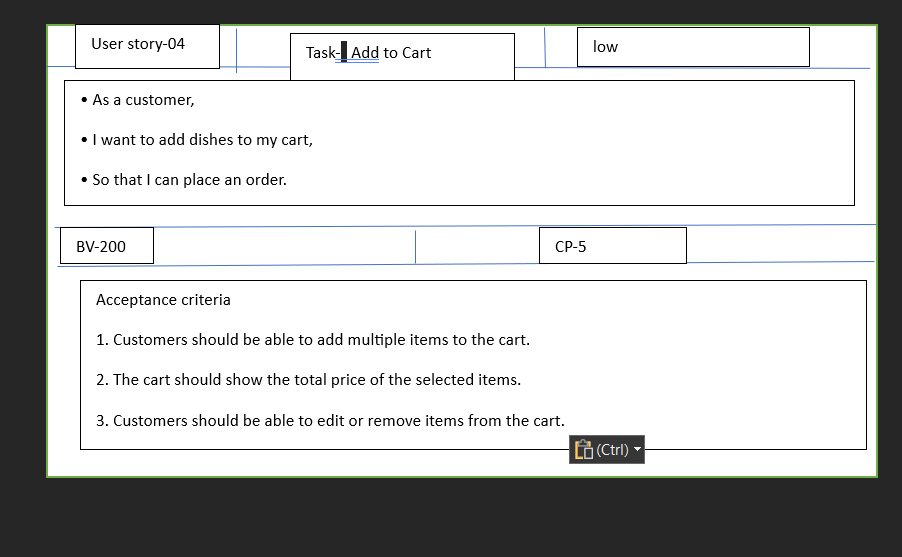 User story-04
Task- Add to Cart
low
• As a customer,
• I want to add dishes to my cart,
• So that I can place an order.
BV-200
CP-5
Acceptance criteria
1. Customers should be able to add multiple items to the cart.
2. The cart should show the total price of the selected items.
3. Customers should be able to edit or remove items from the cart.
(Ctrl)